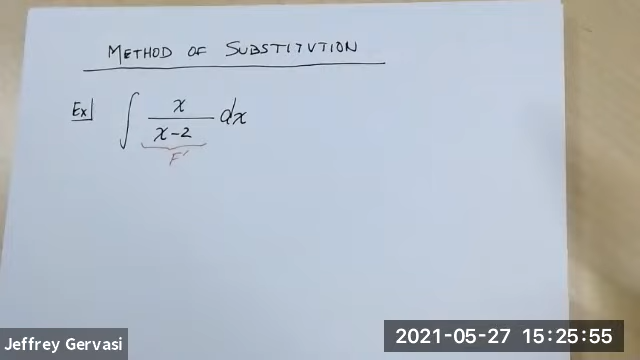 METHOD OF SUBSTITUTION
Ex ∫ x/(x-2) dx
F'
Jeffrey Gervasi
2021-05-27 15:25:55